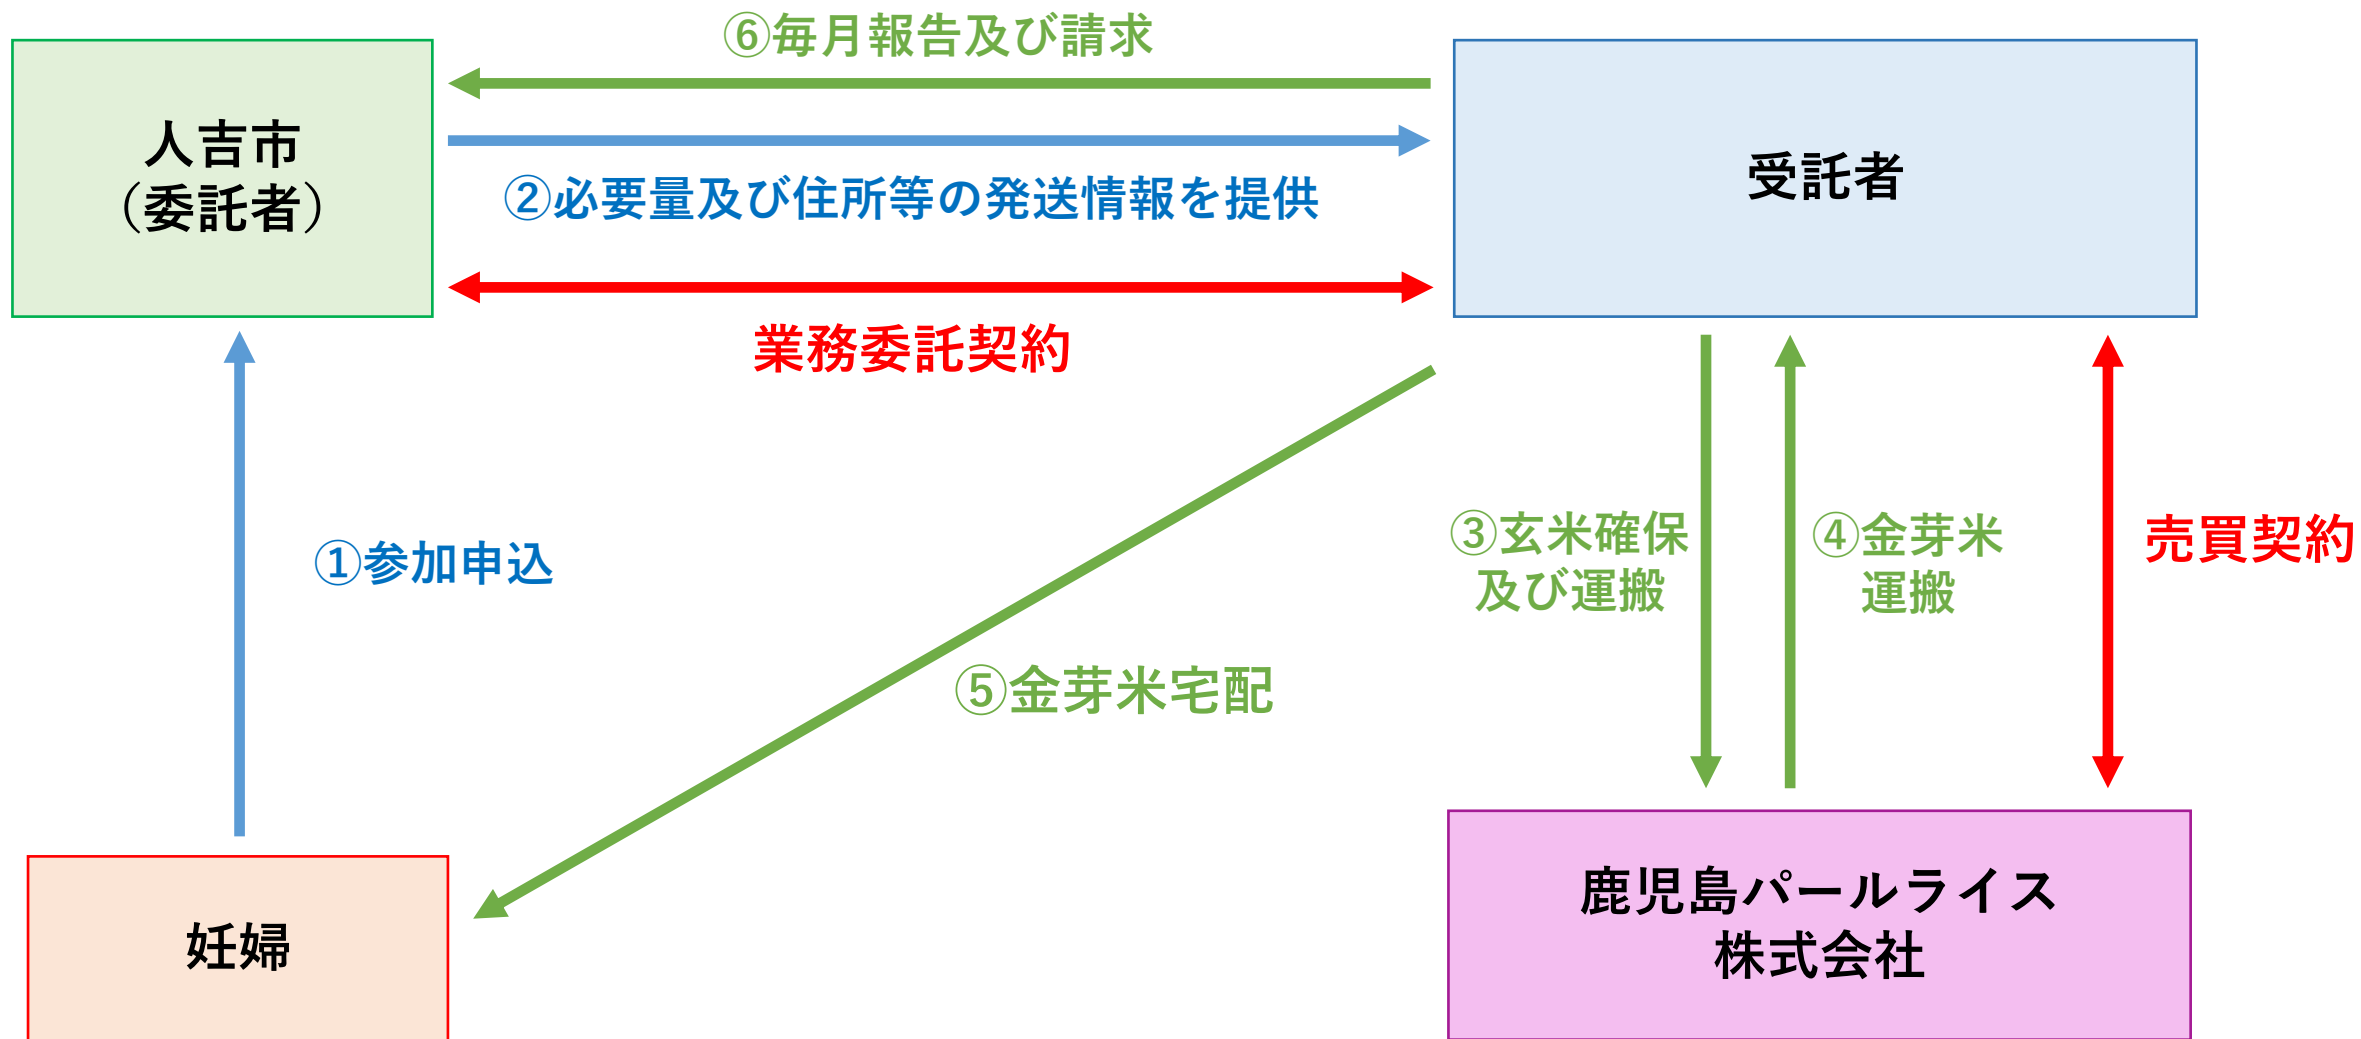 ⑥毎月報告及び請求
人吉市
（委託者）
受託者
②必要量及び住所等の発送情報を提供
業務委託契約
①参加申込
③玄米確保
及び運搬
④金芽米
運搬
売買契約
⑤金芽米宅配
妊婦
鹿児島パールライス
株式会社